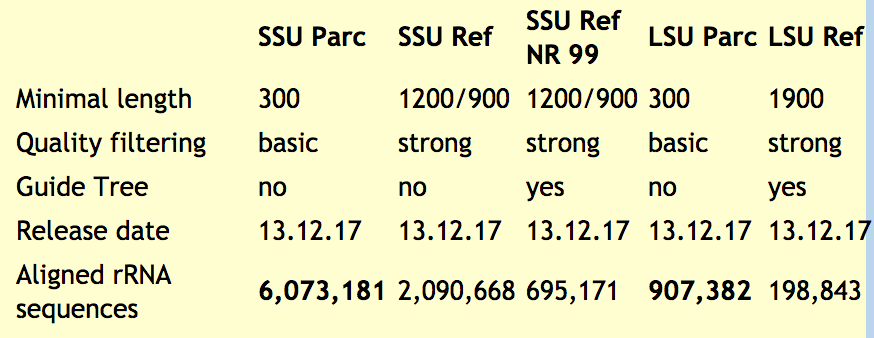 SSU Parc SSU Ref SSU Ref NR 99 LSU Parc LSU Ref
Minimal length 300 1200/900 1200/900 300 1900
Quality filtering basic strong strong basic strong
Guide Tree no no yes no yes
Release date 13.12.17 13.12.17 13.12.17 13.12.17 13.12.17
Aligned rRNA sequences 6,073,181 2,090,668 695,171 907,382 198,843